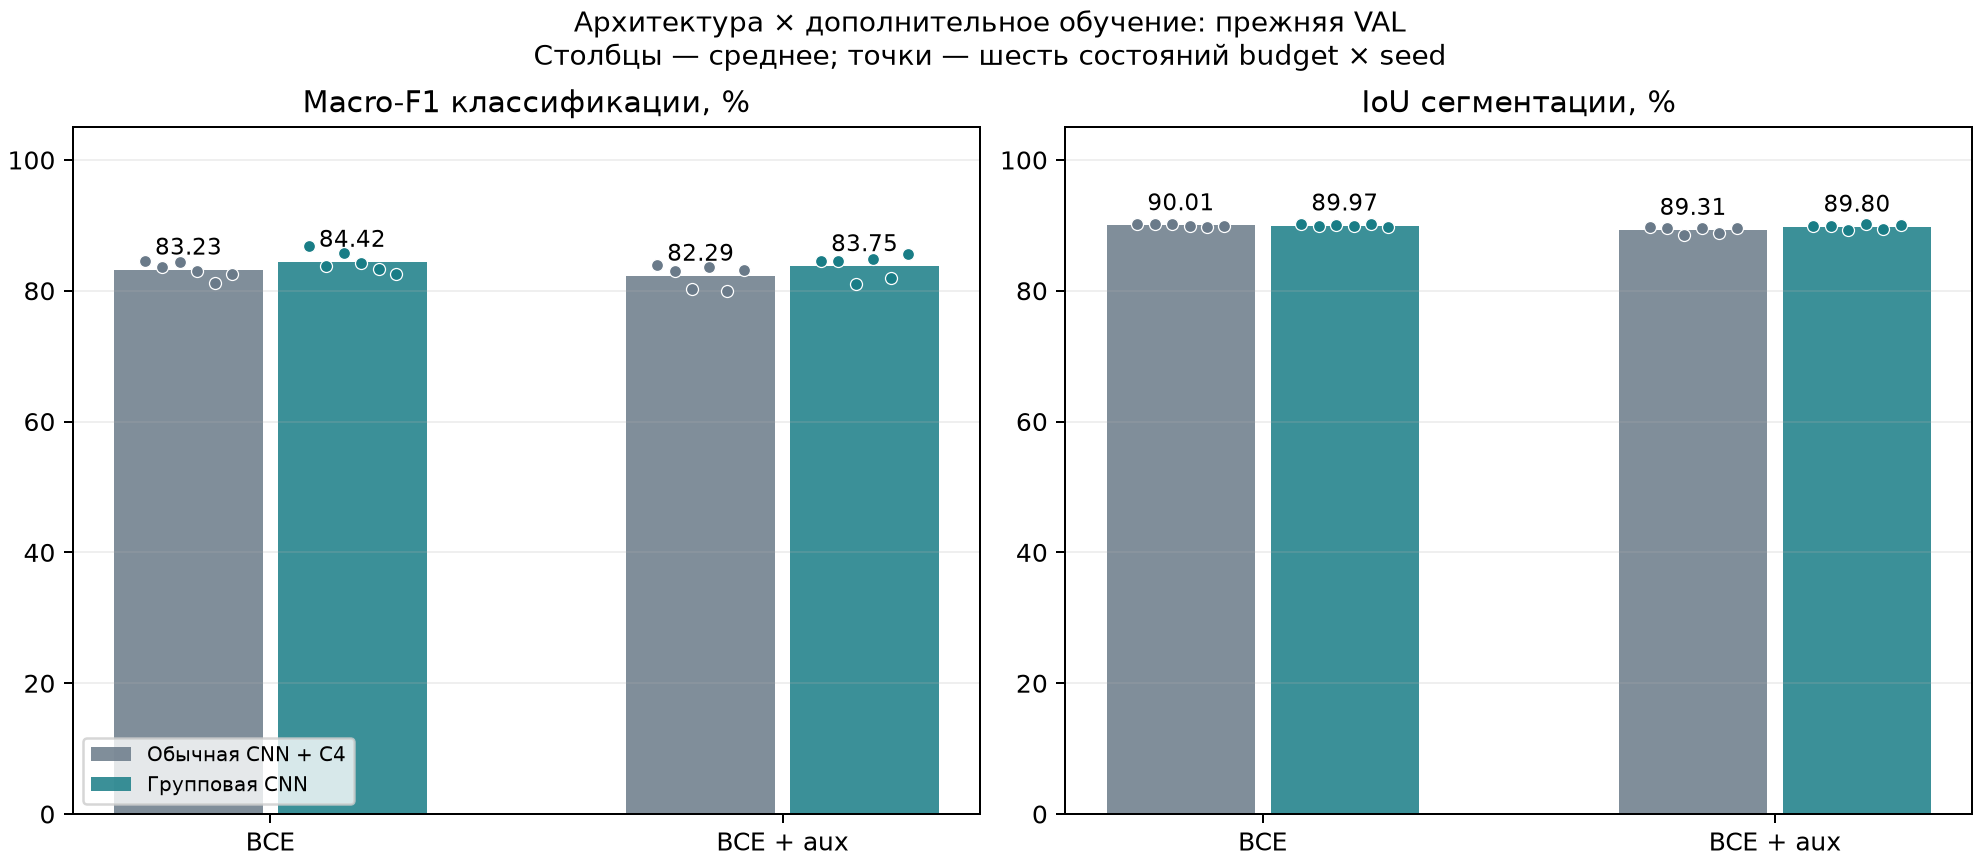 Архитектура × дополнительное обучение: прежняя VAL
Столбцы — среднее; точки — шесть состояний budget × seed
Macro-F1 классификации, %
100
80
60
40
20
0
83.23
84.42
82.29
83.75
Обычная CNN + C4
Групповая CNN
BCE
BCE + aux
IoU сегментации, %
100
80
60
40
20
0
90.01
89.97
89.31
89.80
BCE
BCE + aux